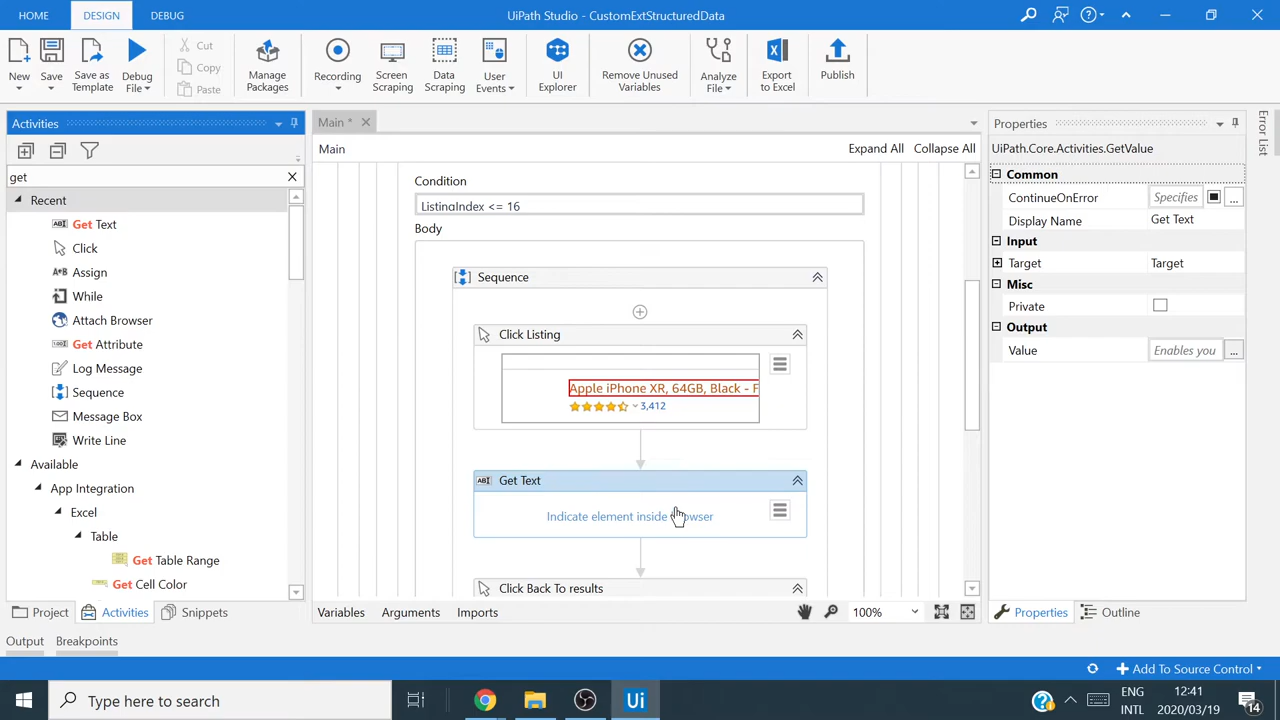 HOME
DESIGN
DEBUG
UiPath Studio - CustomExtStructuredData
New
Save
Save as Template
Debug File
Cut
Copy
Paste
Manage Packages
Recording
Screen Scraping
Data Scraping
User Events
UI Explorer
Remove Unused Variables
Analyze File
Export to Excel
Publish
Activities
get
Recent
Get Text
Click
Assign
While
Attach Browser
Get Attribute
Log Message
Sequence
Message Box
Write Line
Available
App Integration
Excel
Table
Get Table Range
Get Cell Color
Project
Activities
Snippets
Output
Breakpoints
Main *
Main
Expand All
Collapse All
Condition
ListingIndex <= 16
Body
Sequence
Click Listing
Apple iPhone XR, 64GB, Black - F
3,412
Get Text
Indicate element inside browser
Click Back To results
Variables
Arguments
Imports
100%
Properties
UiPath.Core.Activities.GetValue
Common
ContinueOnError
Specifies
...
Display Name
Get Text
Input
Target
Target
Misc
Private
Output
Value
Enables you
...
Properties
Outline
Error List
Add To Source Control
Type here to search
Ui
ENG
INTL
12:41
2020/03/19
14